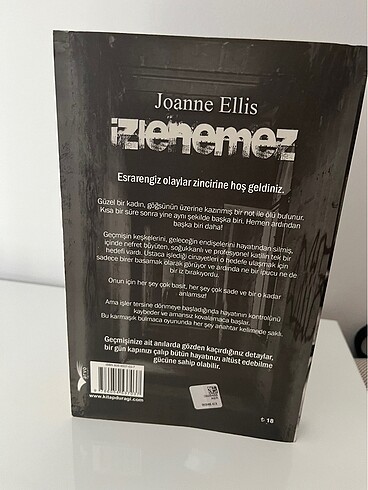 Joanne Ellis
izlenemez
Esrarengiz olaylar zincirine hoş geldiniz.
Güzel bir kadın, göğsünün üzerine kazınmış bir not ile ölü bulunur.
Kısa bir süre sonra yine aynı şekilde başka biri. Hemen ardından
başka biri daha!
Geçmişin keşkelerini, geleceğin endişelerini hayatından silmiş,
içinde nefret büyüten, soğukkanlı ve profesyonel katilin tek bir
hedefi vardı. Ustaca işlediği cinayetleri o hedefe ulaşmak için
sadece birer basamak olarak görüyor ve ardında ne bir ipucu ne de
bir iz bırakıyordu.
Onun için her şey çok basit, her şey çok sade ve bir o kadar
anlamsız!
Ama işler tersine dönmeye başladığında hayatının kontrolünü
kaybeder ve amansız kovalamaca başlar.
Bu karmaşık bulmaca oyununda her şey anahtar kelimede saklı.
Geçmişinize ait anılarda gözden kaçırdığınız detaylar,
bir gün kapınızı çalıp bütün hayatınızı altüst edebilme
gücüne sahip olabilir.
www.kitapduragi.com
₺ 18